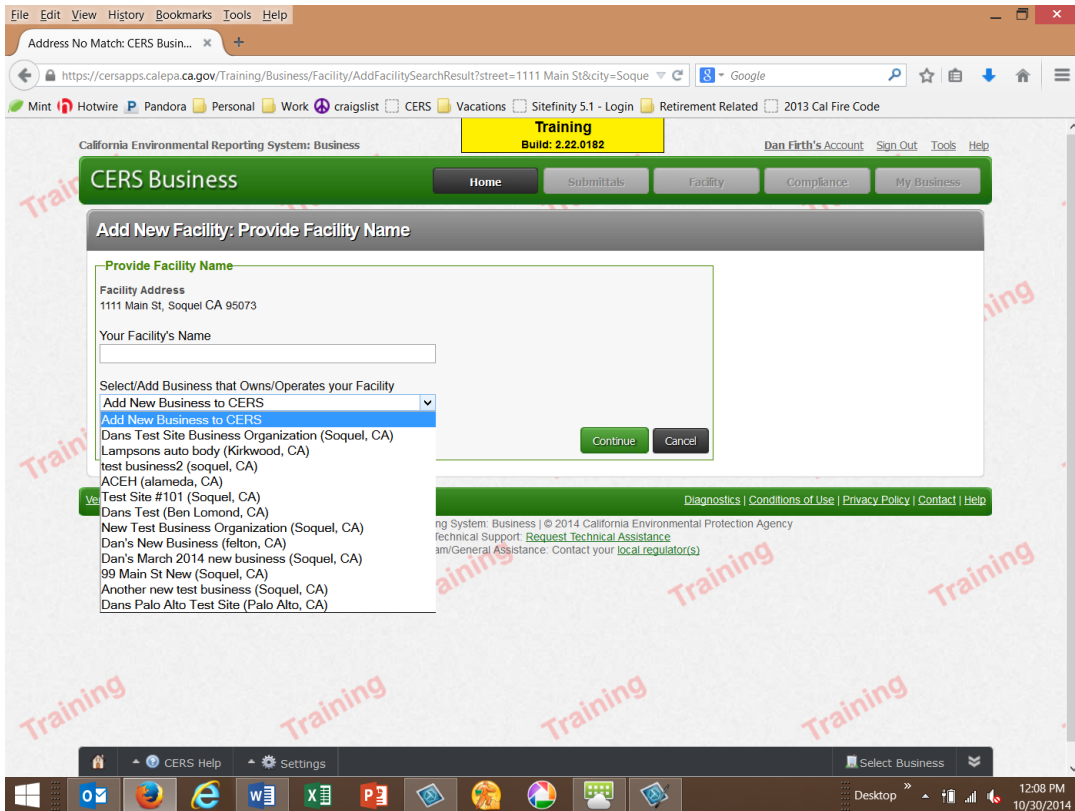 File Edit View History Bookmarks Tools Help
Address No Match: CERS Busin... × +
https://cersapps.calepa.ca.gov/Training/Business/Facility/AddFacilitySearchResult?street=1111 Main St&city=Soque Google
Mint Hotwire Pandora Personal Work craigslist CERS Vacations Sitefinity 5.1 - Login Retirement Related 2013 Cal Fire Code
Training
California Environmental Reporting System: Business Build: 2.22.0182 Dan Firth's Account Sign Out Tools Help
CERS Business Home Submittals Facility Compliance My Business
Add New Facility: Provide Facility Name
Provide Facility Name
Facility Address
1111 Main St, Soquel CA 95073
Your Facility's Name
Select/Add Business that Owns/Operates your Facility
Add New Business to CERS
Add New Business to CERS
Dans Test Site Business Organization (Soquel, CA)
Lampsons auto body (Kirkwood, CA)
test business2 (soquel, CA)
ACEH (alameda, CA)
Test Site #101 (Soquel, CA)
Dans Test (Ben Lomond, CA)
New Test Business Organization (Soquel, CA)
Dan's New Business (felton, CA)
Dan's March 2014 new business (Soquel, CA)
99 Main St New (Soquel, CA)
Another new test business (Soquel, CA)
Dans Palo Alto Test Site (Palo Alto, CA)
Continue Cancel
Ve Diagnostics | Conditions of Use | Privacy Policy | Contact | Help
ng System: Business | © 2014 California Environmental Protection Agency
Technical Support: Request Technical Assistance
am/General Assistance: Contact your local regulator(s)
Train
ning
Traini
aining
Training
Training
Training
Training
Training
Training
CERS Help Settings Select Business
Desktop 12:08 PM
10/30/2014